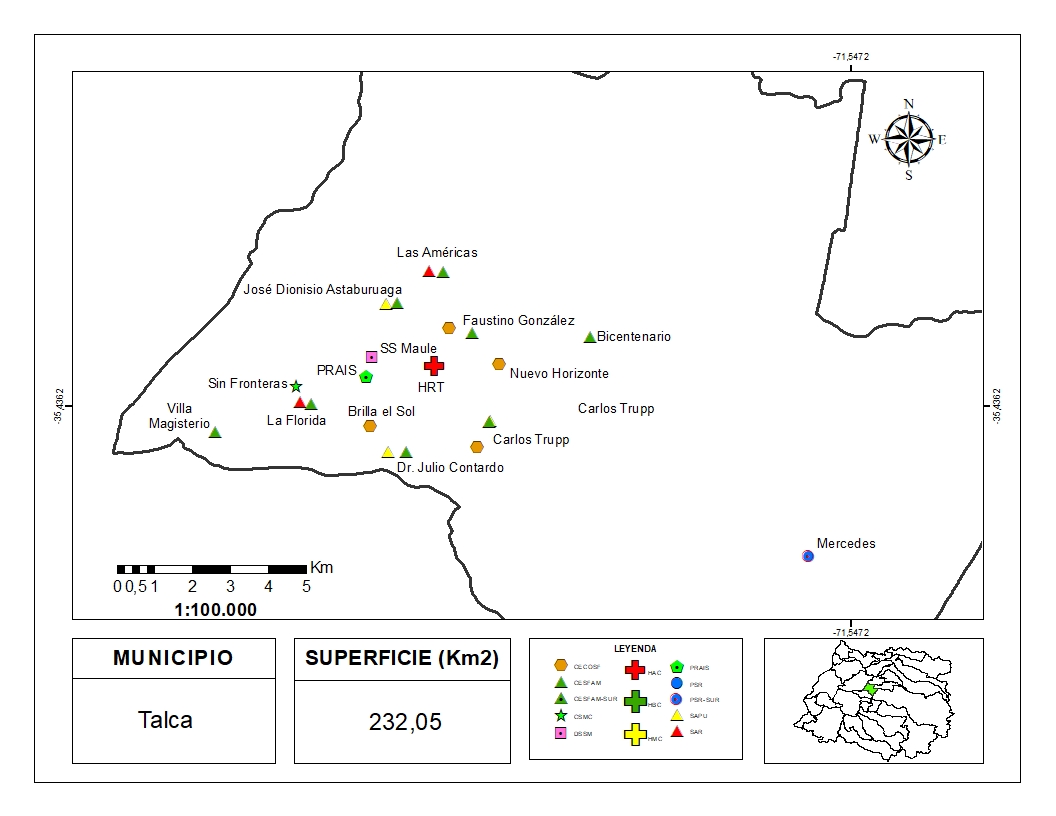 -71,5472
N
W E
S
Las Américas
José Dionisio Astaburuaga
Faustino González
Bicentenario
SS Maule
PRAIS
HRT
Nuevo Horizonte
Sin Fronteras
-35,4362
-35,4362
Villa
Magisterio
La Florida
Brilla el Sol
Carlos Trupp
Carlos Trupp
Dr. Julio Contardo
Mercedes
Km
0 0,5 1 2 3 4 5
1:100.000
-71,5472
MUNICIPIO
Talca
SUPERFICIE (Km2)
232,05
LEYENDA
CECOSF
CESFAM
CESFAM-SUR
CSMC
DSSM
HAC
HSC
HMC
PRAIS
PSR
PSR-SUR
SAPU
SAR